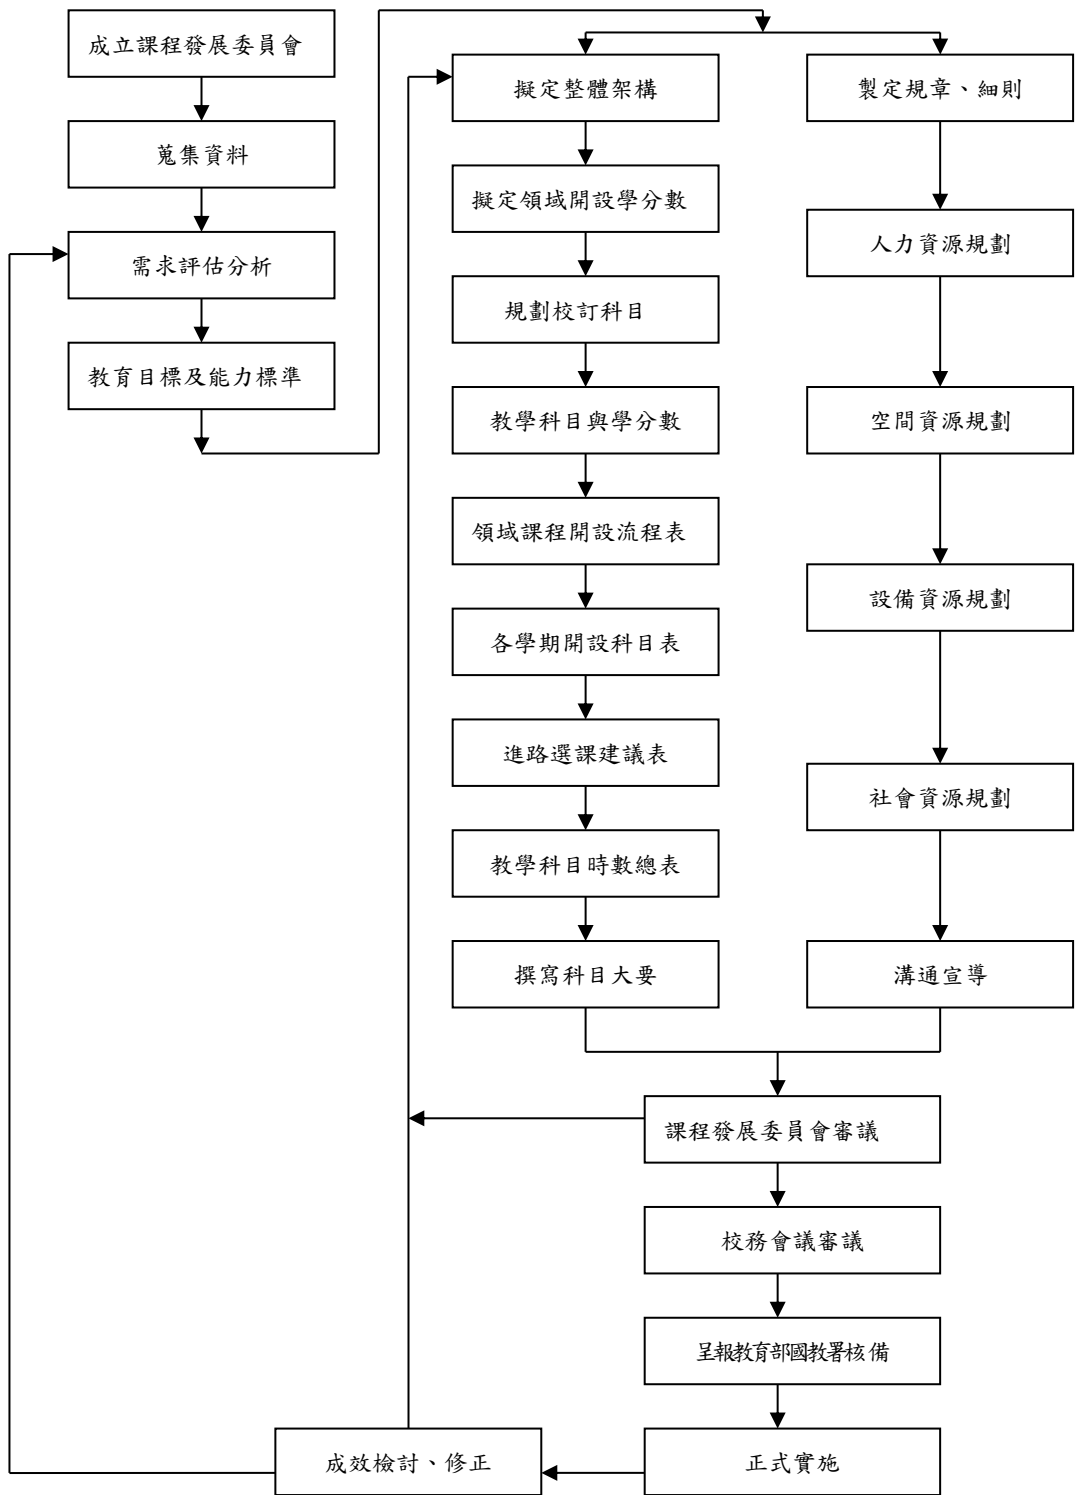 成立課程發展委員會
蒐集資料
需求評估分析
教育目標及能力標準
擬定整體架構
擬定領域開設學分數
規劃校訂科目
教學科目與學分數
領域課程開設流程表
各學期開設科目表
進路選課建議表
教學科目時數總表
撰寫科目大要
製定規章、細則
人力資源規劃
空間資源規劃
設備資源規劃
社會資源規劃
溝通宣導
課程發展委員會審議
校務會議審議
呈報教育部國教署核備
正式實施
成效檢討、修正